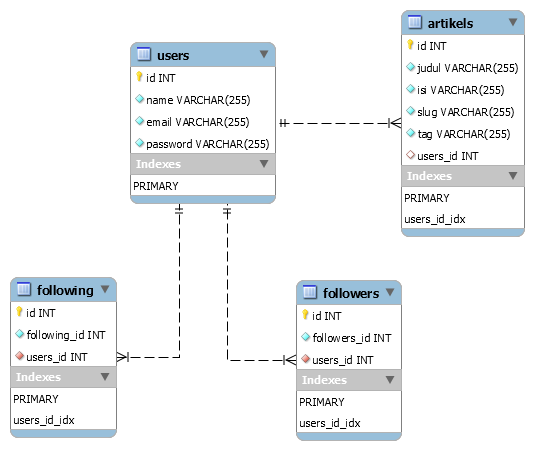 users
id INT
name VARCHAR(255)
email VARCHAR(255)
password VARCHAR(255)
Indexes
PRIMARY
artikels
id INT
judul VARCHAR(255)
isi VARCHAR(255)
slug VARCHAR(255)
tag VARCHAR(255)
users_id INT
Indexes
PRIMARY
users_id_idx
following
id INT
following_id INT
users_id INT
Indexes
PRIMARY
users_id_idx
followers
id INT
followers_id INT
users_id INT
Indexes
PRIMARY
users_id_idx